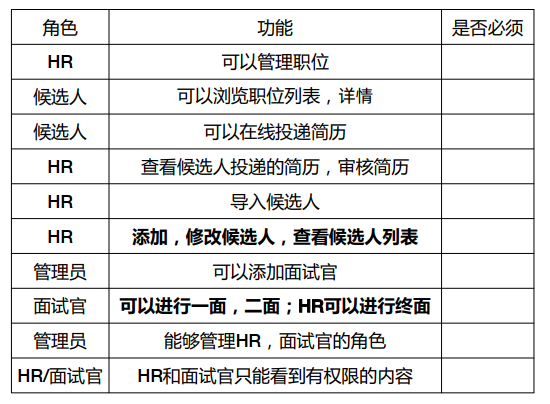 角色 功能 是否必须
HR 可以管理职位
候选人 可以浏览职位列表，详情
候选人 可以在线投递简历
HR 查看候选人投递的简历，审核简历
HR 导入候选人
HR 添加，修改候选人，查看候选人列表
管理员 可以添加面试官
面试官 可以进行一面，二面；HR可以进行终面
管理员 能够管理HR，面试官的角色
HR/面试官 HR和面试官只能看到有权限的内容